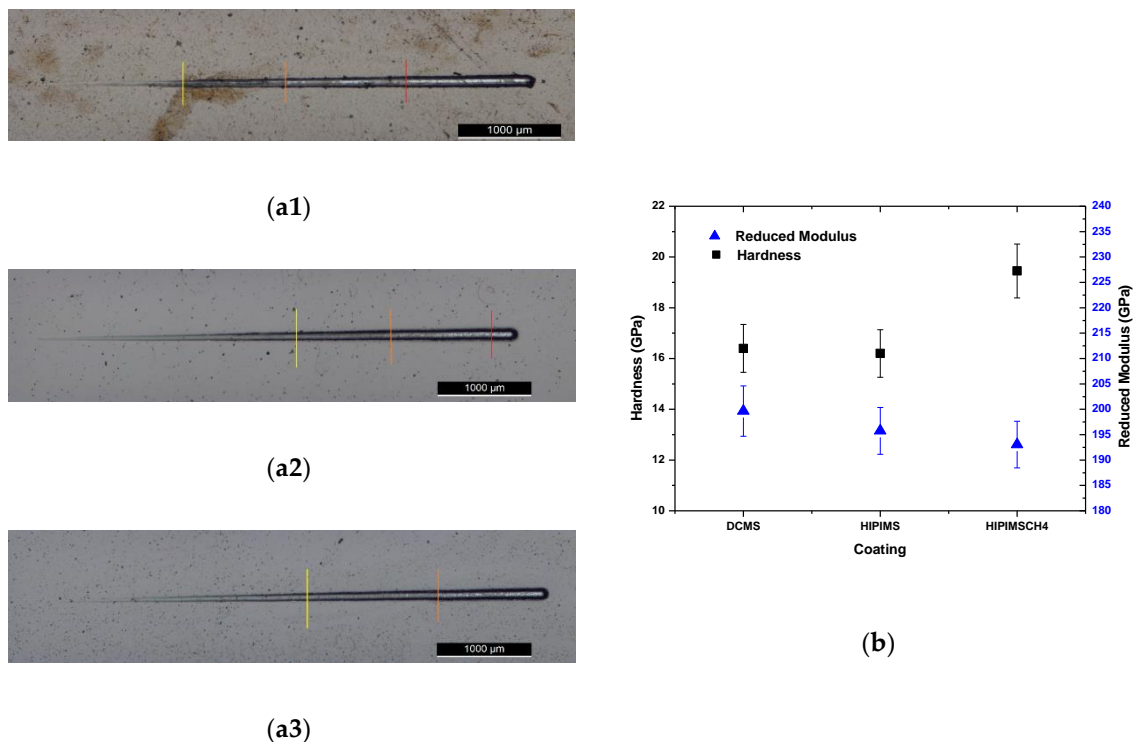 1000 µm
(a1)
1000 µm
(a2)
1000 µm
(a3)
22
20
18
16
14
12
10
Hardness (GPa)
Reduced Modulus
Hardness
240
235
230
225
220
215
210
205
200
195
190
185
180
Reduced Modulus (GPa)
DCMS HIPIMS HIPIMSCH4
Coating
(b)